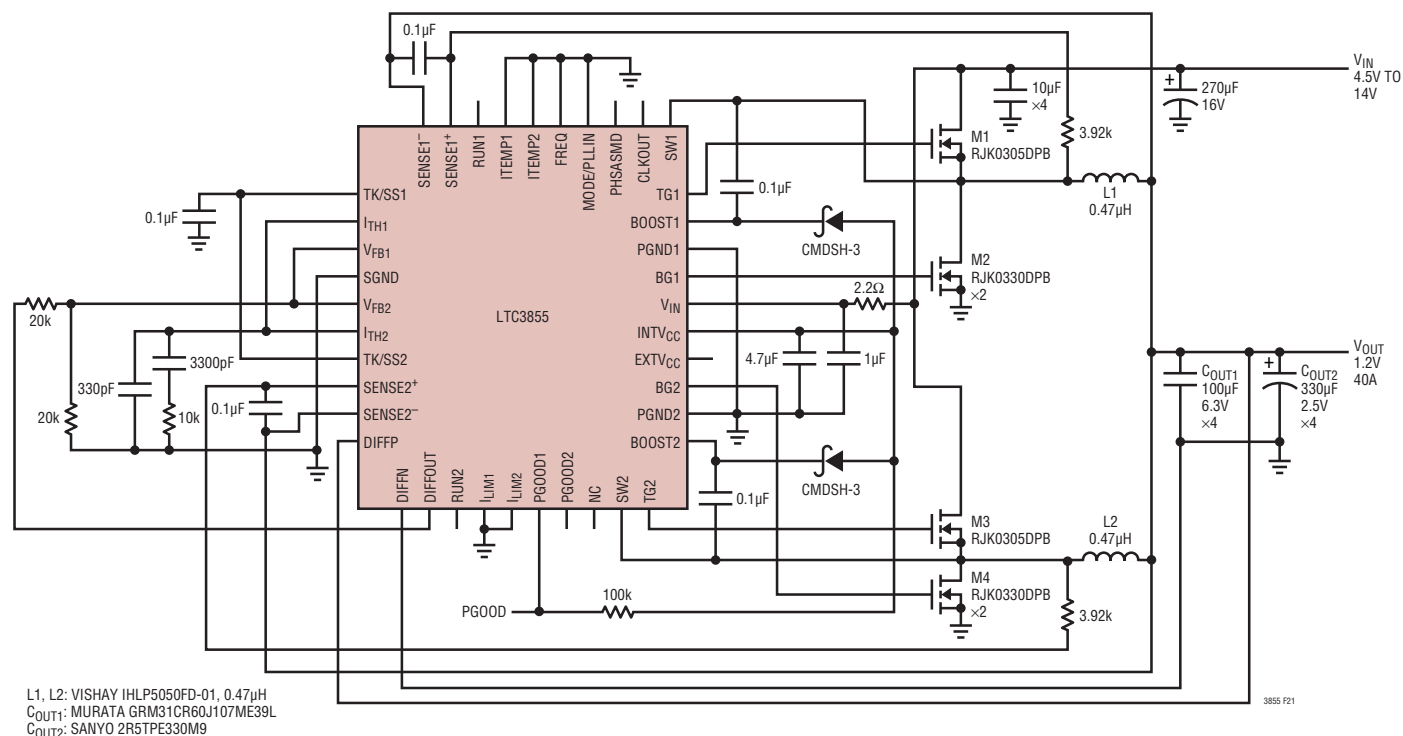 0.1µF
SENSE1–
SENSE1+
RUN1
ITEMP1
ITEMP2
FREQ
MODE/PLLIN
PHSASMD
CLKOUT
SW1
VIN
4.5V TO
14V
10µF
×4
270µF
16V
3.92k
M1
RJK0305DPB
L1
0.47µH
0.1µF
TK/SS1
ITH1
VFB1
SGND
VFB2
ITH2
TK/SS2
SENSE2+
SENSE2–
DIFFP
LTC3855
TG1
BOOST1
PGND1
BG1
VIN
INTVCC
EXTVCC
BG2
PGND2
BOOST2
0.1µF
CMDSH-3
M2
RJK0330DPB
×2
2.2Ω
4.7µF
1µF
20k
3300pF
330pF
20k
10k
0.1µF
VOUT
1.2V
40A
COUT1
100µF
6.3V
×4
COUT2
330µF
2.5V
×4
CMDSH-3
0.1µF
DIFFN
DIFFOUT
RUN2
ILIM1
ILIM2
PGOOD1
PGOOD2
NC
SW2
TG2
M3
RJK0305DPB
L2
0.47µH
M4
RJK0330DPB
×2
3.92k
PGOOD
100k
L1, L2: VISHAY IHLP5050FD-01, 0.47µH
COUT1: MURATA GRM31CR60J107ME39L
COUT2: SANYO 2R5TPE330M9
3855 F21